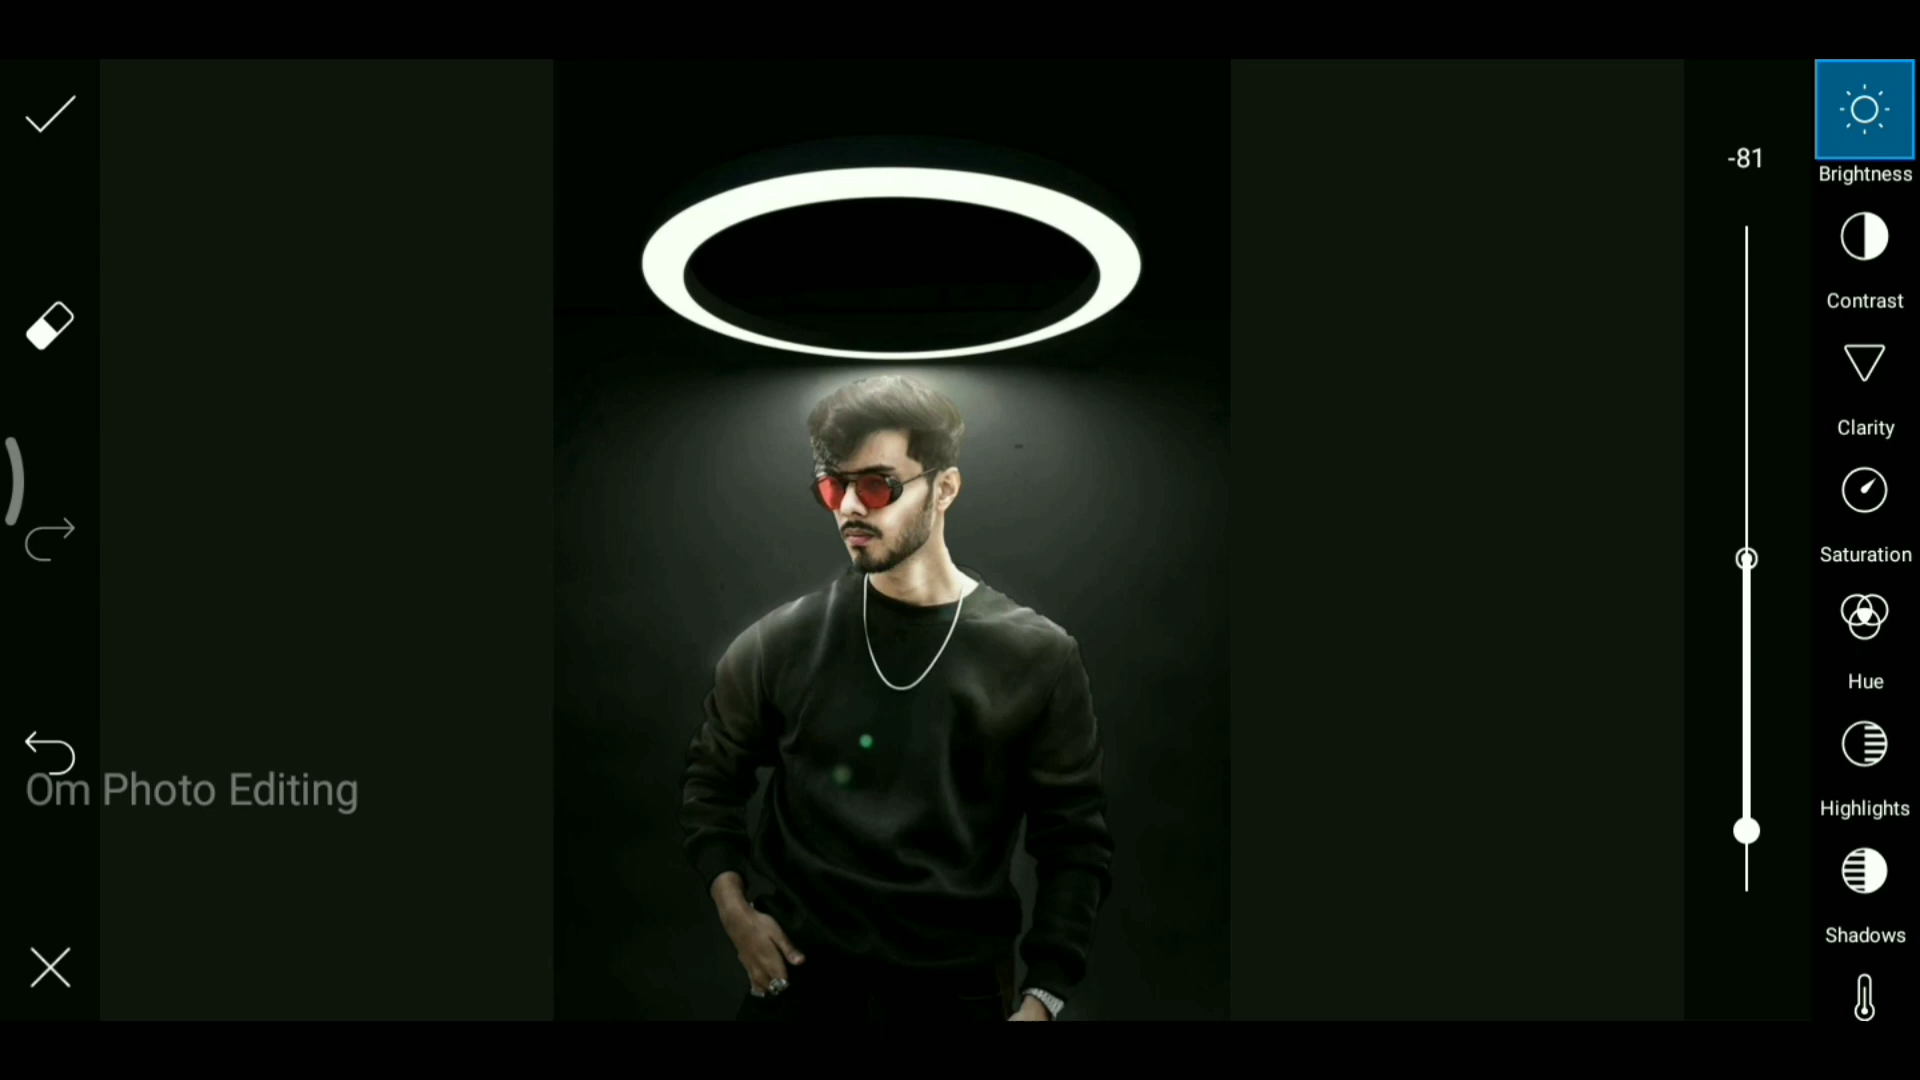 -81
Brightness
Contrast
Clarity
Saturation
Hue
Highlights
Shadows
Om Photo Editing